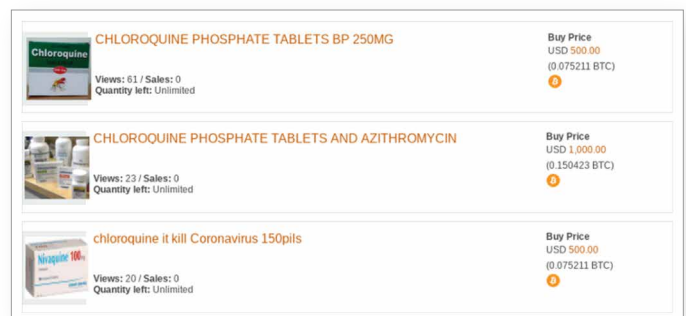 CHLOROQUINE PHOSPHATE TABLETS BP 250MG
Buy Price
USD 500.00
(0.075211 BTC)
Chloroquine
Views: 61 / Sales: 0
Quantity left: Unlimited
CHLOROQUINE PHOSPHATE TABLETS AND AZITHROMYCIN
Buy Price
USD 1,000.00
(0.150423 BTC)
Views: 23 / Sales: 0
Quantity left: Unlimited
chloroquine it kill Coronavirus 150pils
Buy Price
USD 500.00
(0.075211 BTC)
Nivaquine 100
Views: 20 / Sales: 0
Quantity left: Unlimited